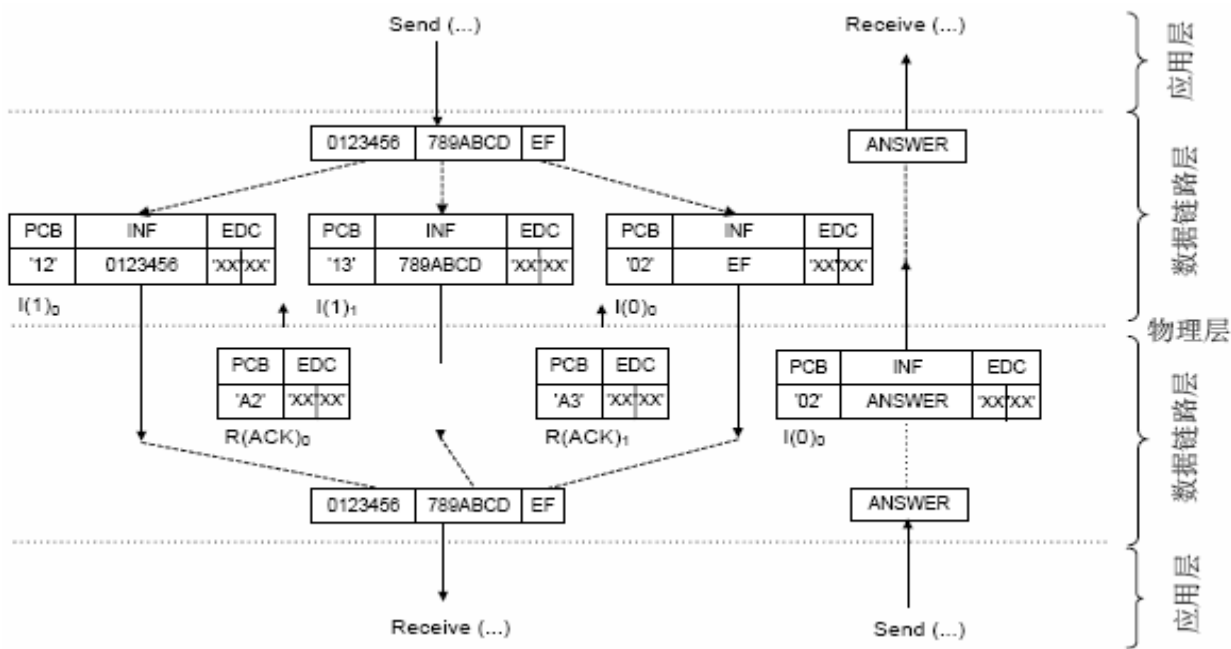 Send (...) Receive (...)
应用层
0123456 789ABCD EF
ANSWER
数据链路层
PCB INF EDC PCB INF EDC PCB INF EDC
'12' 0123456 'XX''XX' '13' 789ABCD 'XX''XX' '02' EF 'XX''XX'
I(1)₀ I(1)₁ I(0)₀
物理层
PCB EDC PCB EDC PCB INF EDC
'A2' 'XX''XX' 'A3' 'XX''XX' '02' ANSWER 'XX''XX'
R(ACK)₀ R(ACK)₁ I(0)₀
数据链路层
0123456 789ABCD EF ANSWER
应用层
Receive (...) Send (...)